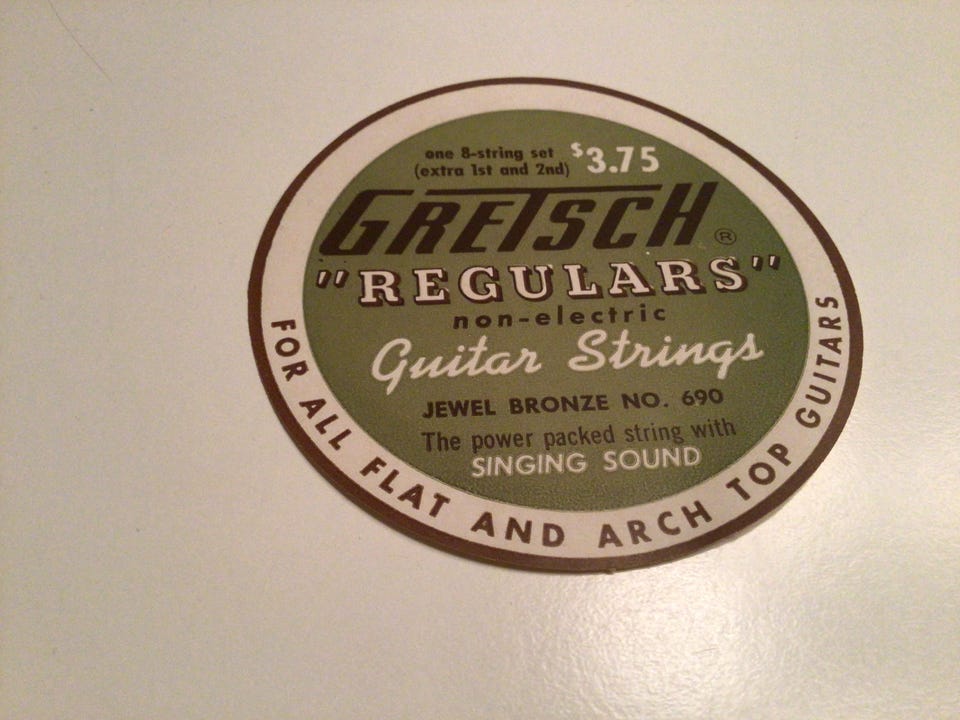 one 8-string set
(extra 1st and 2nd)
$3.75
GRETSCH ®
"REGULARS"
non-electric
Guitar Strings
JEWEL BRONZE NO. 690
The power packed string with
SINGING SOUND
FOR ALL FLAT AND ARCH TOP GUITARS